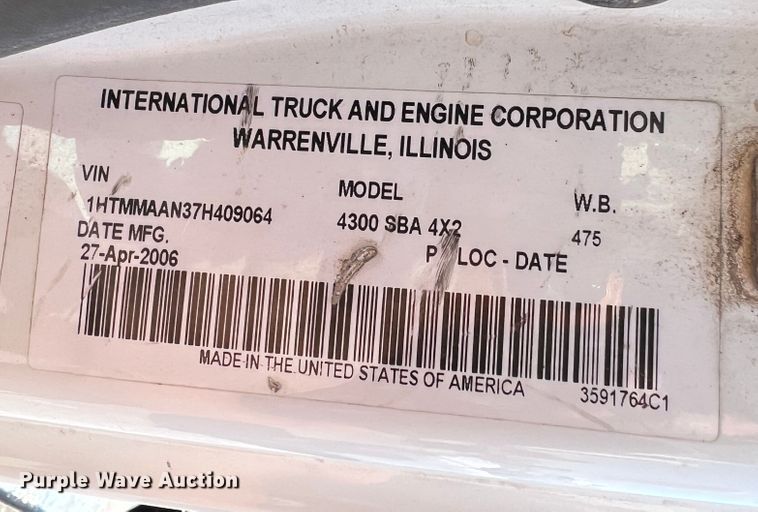 INTERNATIONAL TRUCK AND ENGINE CORPORATION
WARRENVILLE, ILLINOIS
VIN MODEL W.B.
1HTMMAAN37H409064 4300 SBA 4X2 475
DATE MFG. P LOC - DATE
27-Apr-2006
MADE IN THE UNITED STATES OF AMERICA 3591764C1
Purple Wave Auction